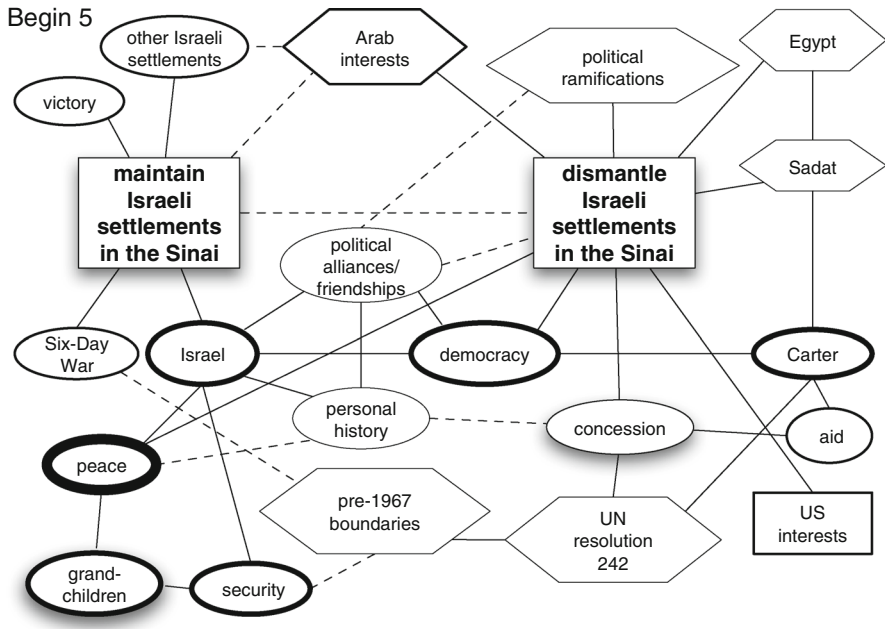 Begin 5
other Israeli
settlements
Arab
interests
political
ramifications
Egypt
victory
maintain
Israeli
settlements
in the Sinai
dismantle
Israeli
settlements
in the Sinai
Sadat
political
alliances/
friendships
Six-Day
War
Israel
democracy
Carter
personal
history
concession
aid
peace
pre-1967
boundaries
UN
resolution
242
US
interests
grand-
children
security